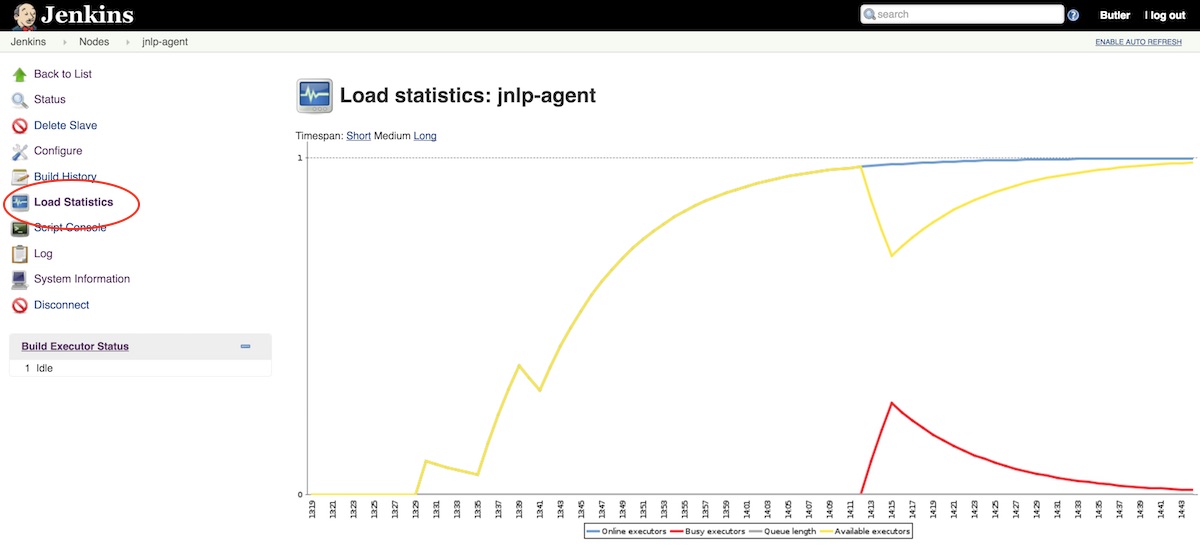 Jenkins
search
?
Butler
| log out
Jenkins
Nodes
jnlp-agent
ENABLE AUTO REFRESH
Back to List
Status
Delete Slave
Configure
Build History
Load Statistics
Script Console
Log
System Information
Disconnect
Build Executor Status
1 Idle
Load statistics: jnlp-agent
Timespan: Short Medium Long
1
0
13:19 13:21 13:23 13:25 13:27 13:29 13:31 13:33 13:35 13:37 13:39 13:41 13:43 13:45 13:47 13:49 13:51 13:53 13:55 13:57 13:59 14:01 14:03 14:05 14:07 14:09 14:11 14:13 14:15 14:17 14:19 14:21 14:23 14:25 14:27 14:29 14:31 14:33 14:35 14:37 14:39 14:41 14:43
Online executors Busy executors Queue length Available executors